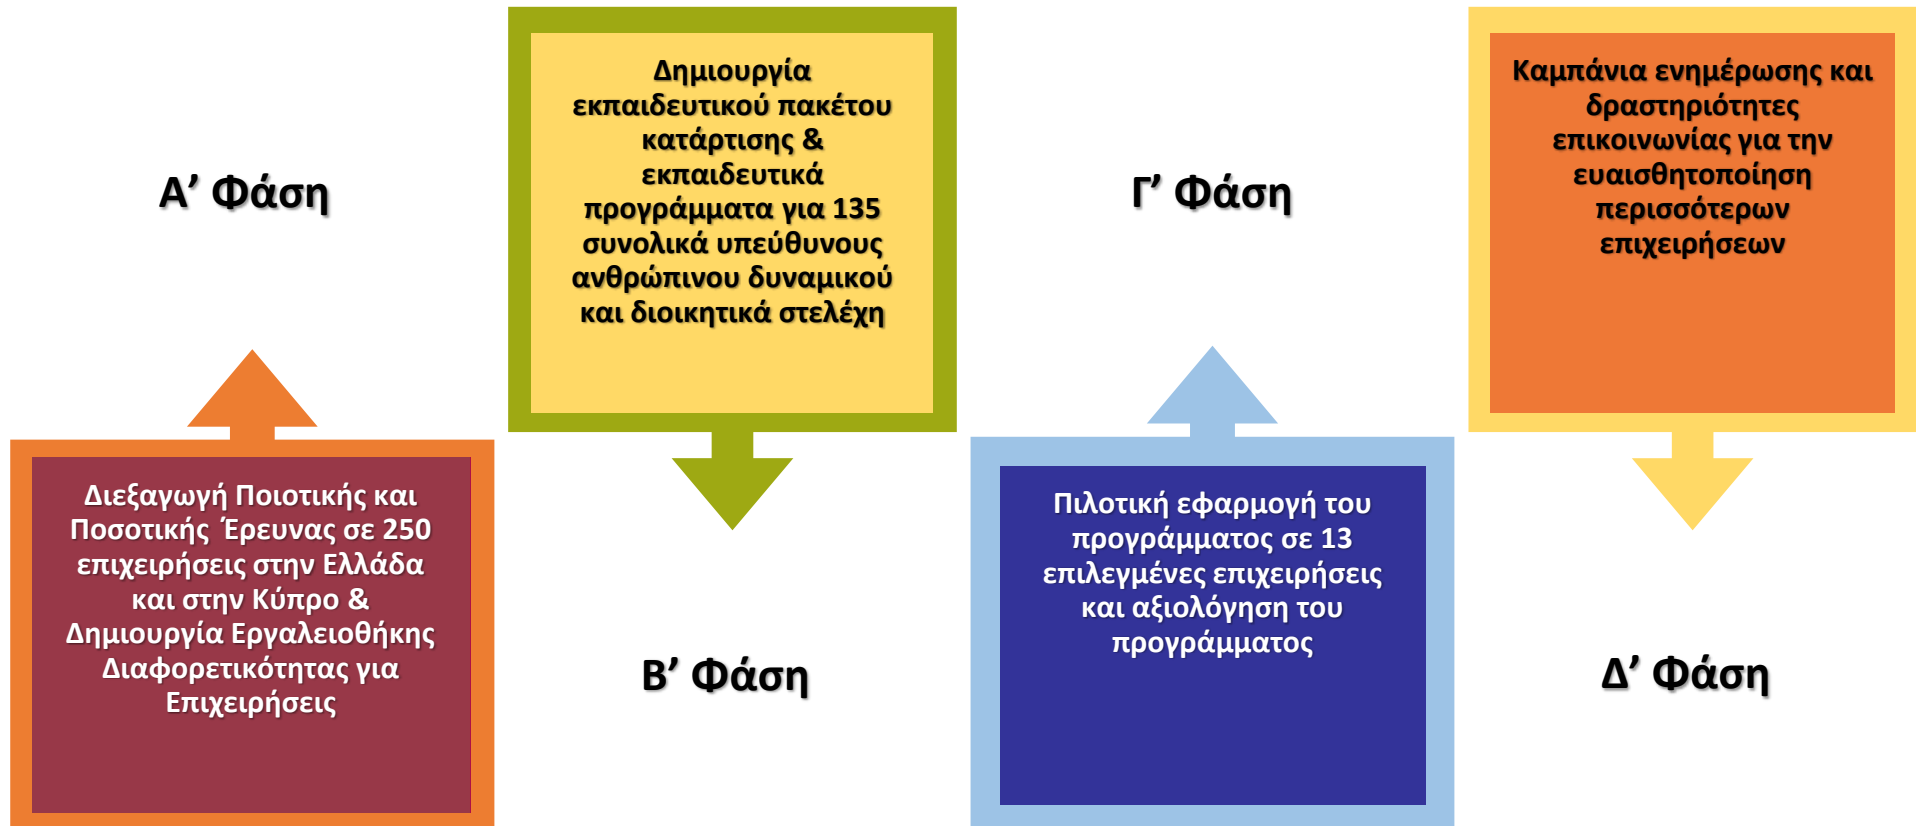 Α’ Φάση
Διεξαγωγή Ποιοτικής και
Ποσοτικής Έρευνας σε 250
επιχειρήσεις στην Ελλάδα
και στην Κύπρο &
Δημιουργία Εργαλειοθήκης
Διαφορετικότητας για
Επιχειρήσεις
Δημιουργία
εκπαιδευτικού πακέτου
κατάρτισης &
εκπαιδευτικά
προγράμματα για 135
συνολικά υπεύθυνους
ανθρώπινου δυναμικού
και διοικητικά στελέχη
Β’ Φάση
Γ’ Φάση
Πιλοτική εφαρμογή του
προγράμματος σε 13
επιλεγμένες επιχειρήσεις
και αξιολόγηση του
προγράμματος
Καμπάνια ενημέρωσης και
δραστηριότητες
επικοινωνίας για την
ευαισθητοποίηση
περισσότερων
επιχειρήσεων
Δ’ Φάση